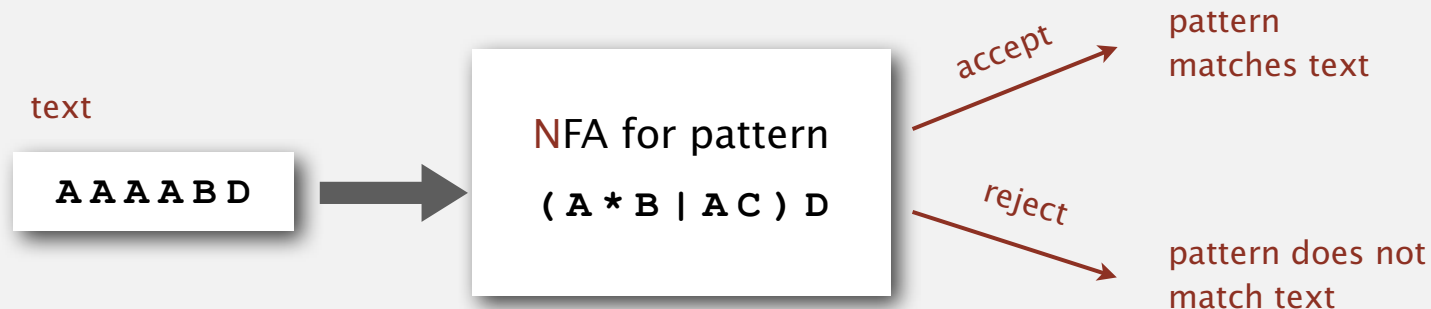 text
AAAABD
NFA for pattern
(A*B|AC)D
accept
pattern
matches text
reject
pattern does not
match text